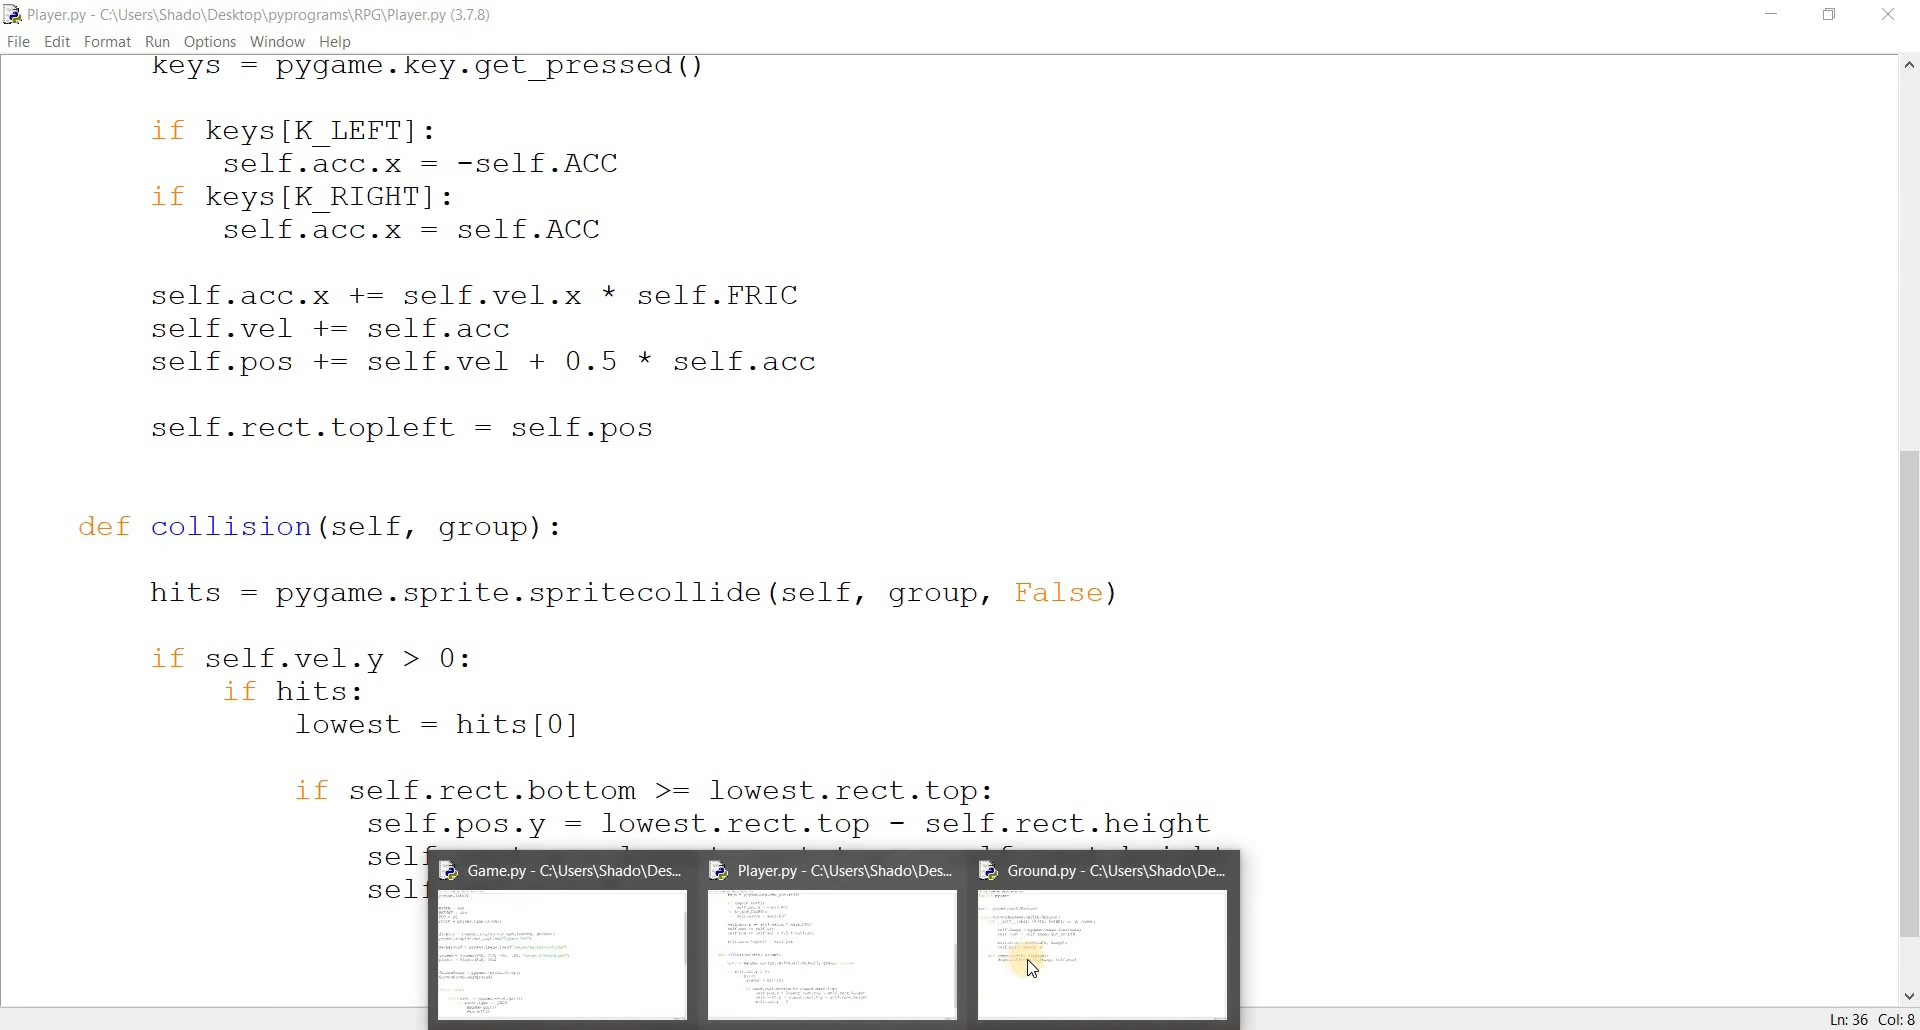 Player.py - C:\Users\Shado\Desktop\pyprograms\RPG\Player.py (3.7.8)
File Edit Format Run Options Window Help
keys = pygame.key.get_pressed()
if keys[K_LEFT]:
self.acc.x = -self.ACC
if keys[K_RIGHT]:
self.acc.x = self.ACC
self.acc.x += self.vel.x * self.FRIC
self.vel += self.acc
self.pos += self.vel + 0.5 * self.acc
self.rect.topleft = self.pos
def collision(self, group):
hits = pygame.sprite.spritecollide(self, group, False)
if self.vel.y > 0:
if hits:
lowest = hits[0]
if self.rect.bottom >= lowest.rect.top:
self.pos.y = lowest.rect.top - self.rect.height
self
self
Game.py - C:\Users\Shado\Des...
Player.py - C:\Users\Shado\De...
Ground.py - C:\Users\Shado\De...
Ln: 36 Col: 8